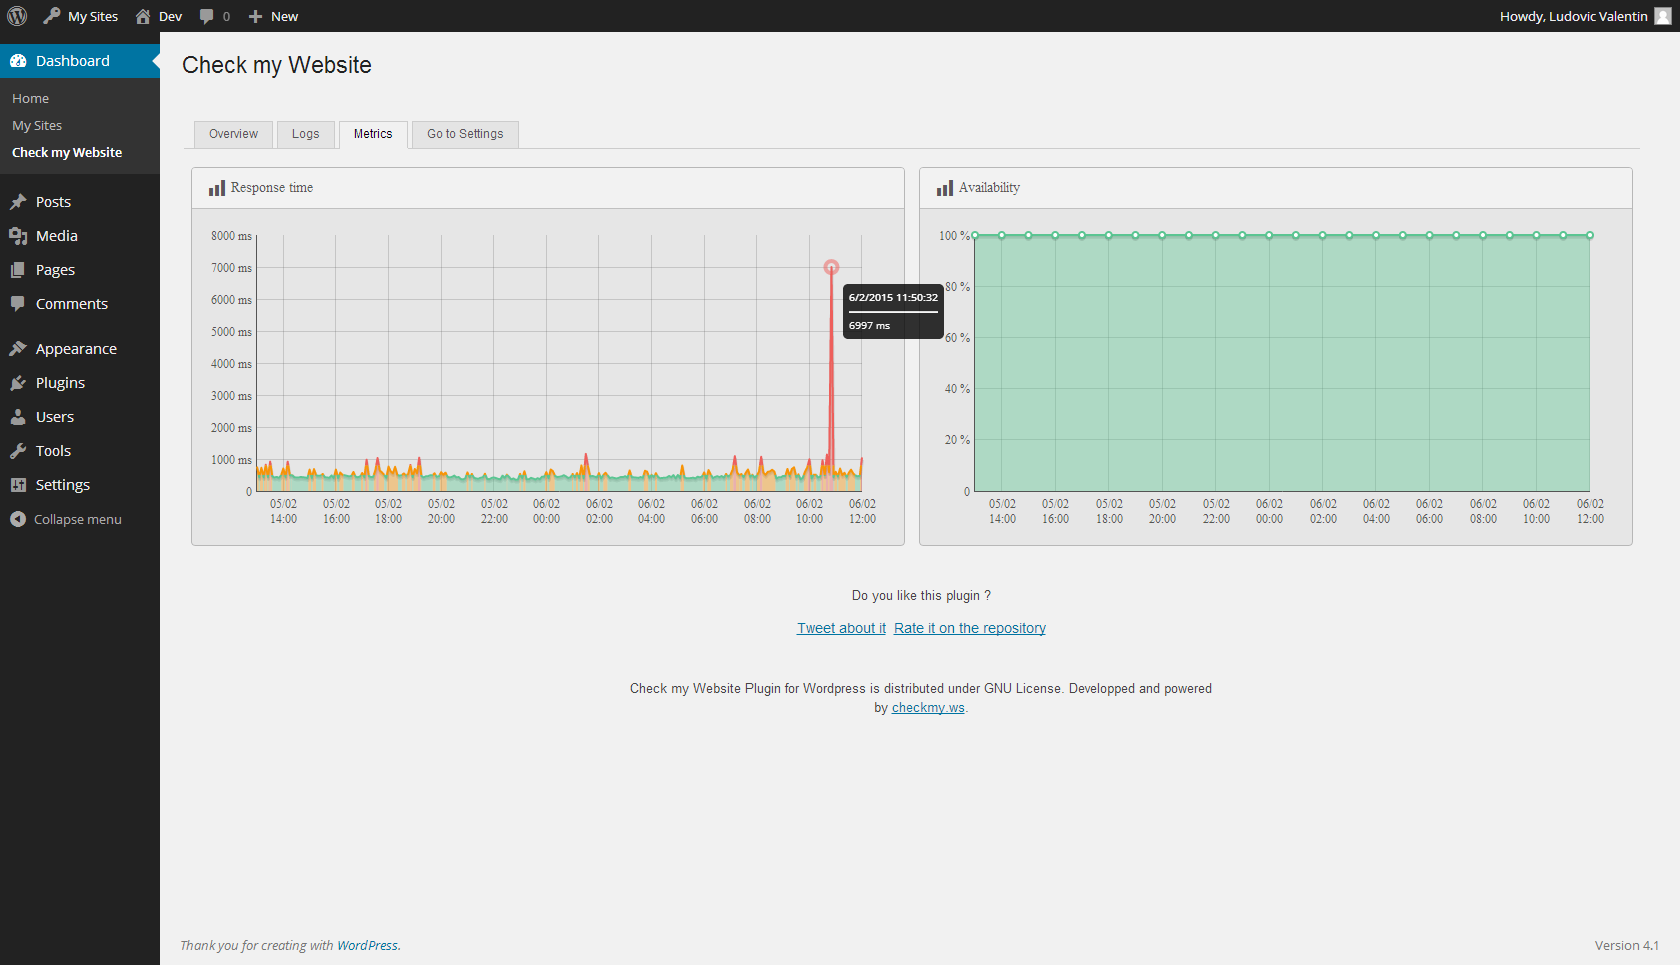 My Sites
Dev
0
New
Howdy, Ludovic Valentin
Dashboard
Home
My Sites
Check my Website
Posts
Media
Pages
Comments
Appearance
Plugins
Users
Tools
Settings
Collapse menu
Check my Website
Overview
Logs
Metrics
Go to Settings
Response time
8000 ms
7000 ms
6000 ms
5000 ms
4000 ms
3000 ms
2000 ms
1000 ms
0
6/2/2015 11:50:32
6997 ms
05/02 05/02 05/02 05/02 05/02 06/02 06/02 06/02 06/02 06/02 06/02 06/02
14:00 16:00 18:00 20:00 22:00 00:00 02:00 04:00 06:00 08:00 10:00 12:00
Availability
100 %
80 %
60 %
40 %
20 %
0
05/02 05/02 05/02 05/02 05/02 06/02 06/02 06/02 06/02 06/02 06/02 06/02
14:00 16:00 18:00 20:00 22:00 00:00 02:00 04:00 06:00 08:00 10:00 12:00
Do you like this plugin ?
Tweet about it Rate it on the repository
Check my Website Plugin for Wordpress is distributed under GNU License. Developped and powered
by checkmy.ws.
Thank you for creating with WordPress.
Version 4.1